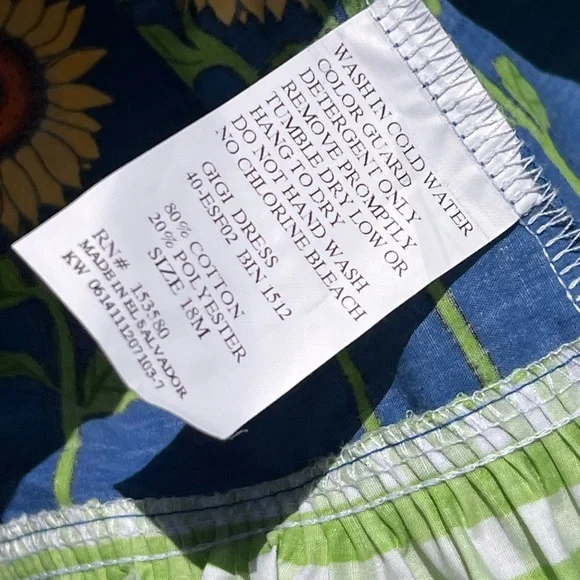 WASH IN COLD WATER
COLOR GUARD
DETERGENT ONLY
REMOVE PROMPTLY
TUMBLE DRY LOW OR
HANG TO DRY
DO NOT HAND WASH
NO CHLORINE BLEACH
GIGI DRESS
40-ESF02 BIN 1512
80% COTTON
20% POLYESTER
SIZE 18M
RN# 153580
MADE IN EL SALVADOR
KW 0614111207103-7